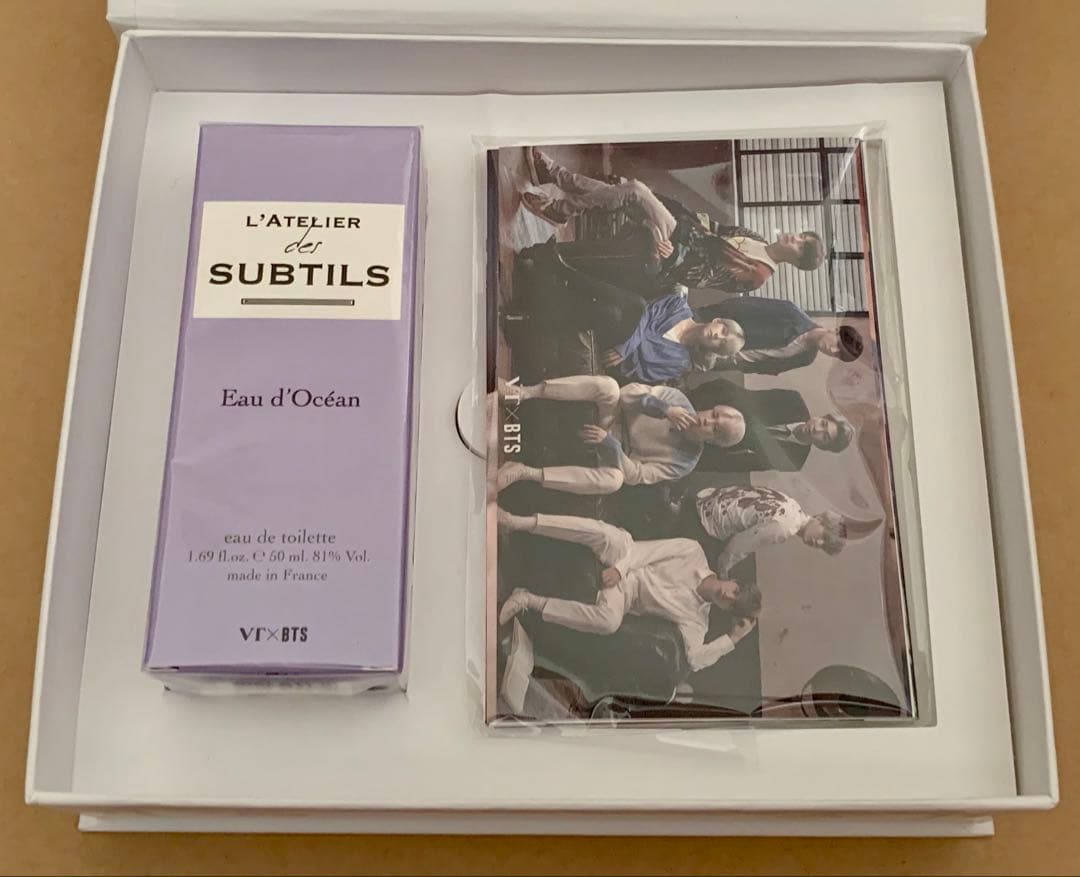 L'ATELIER
des
SUBTILS
Eau d'Océan
eau de toilette
1.69 fl.oz. ℮ 50 ml. 81% Vol.
made in France
VT×BTS
VT×BTS